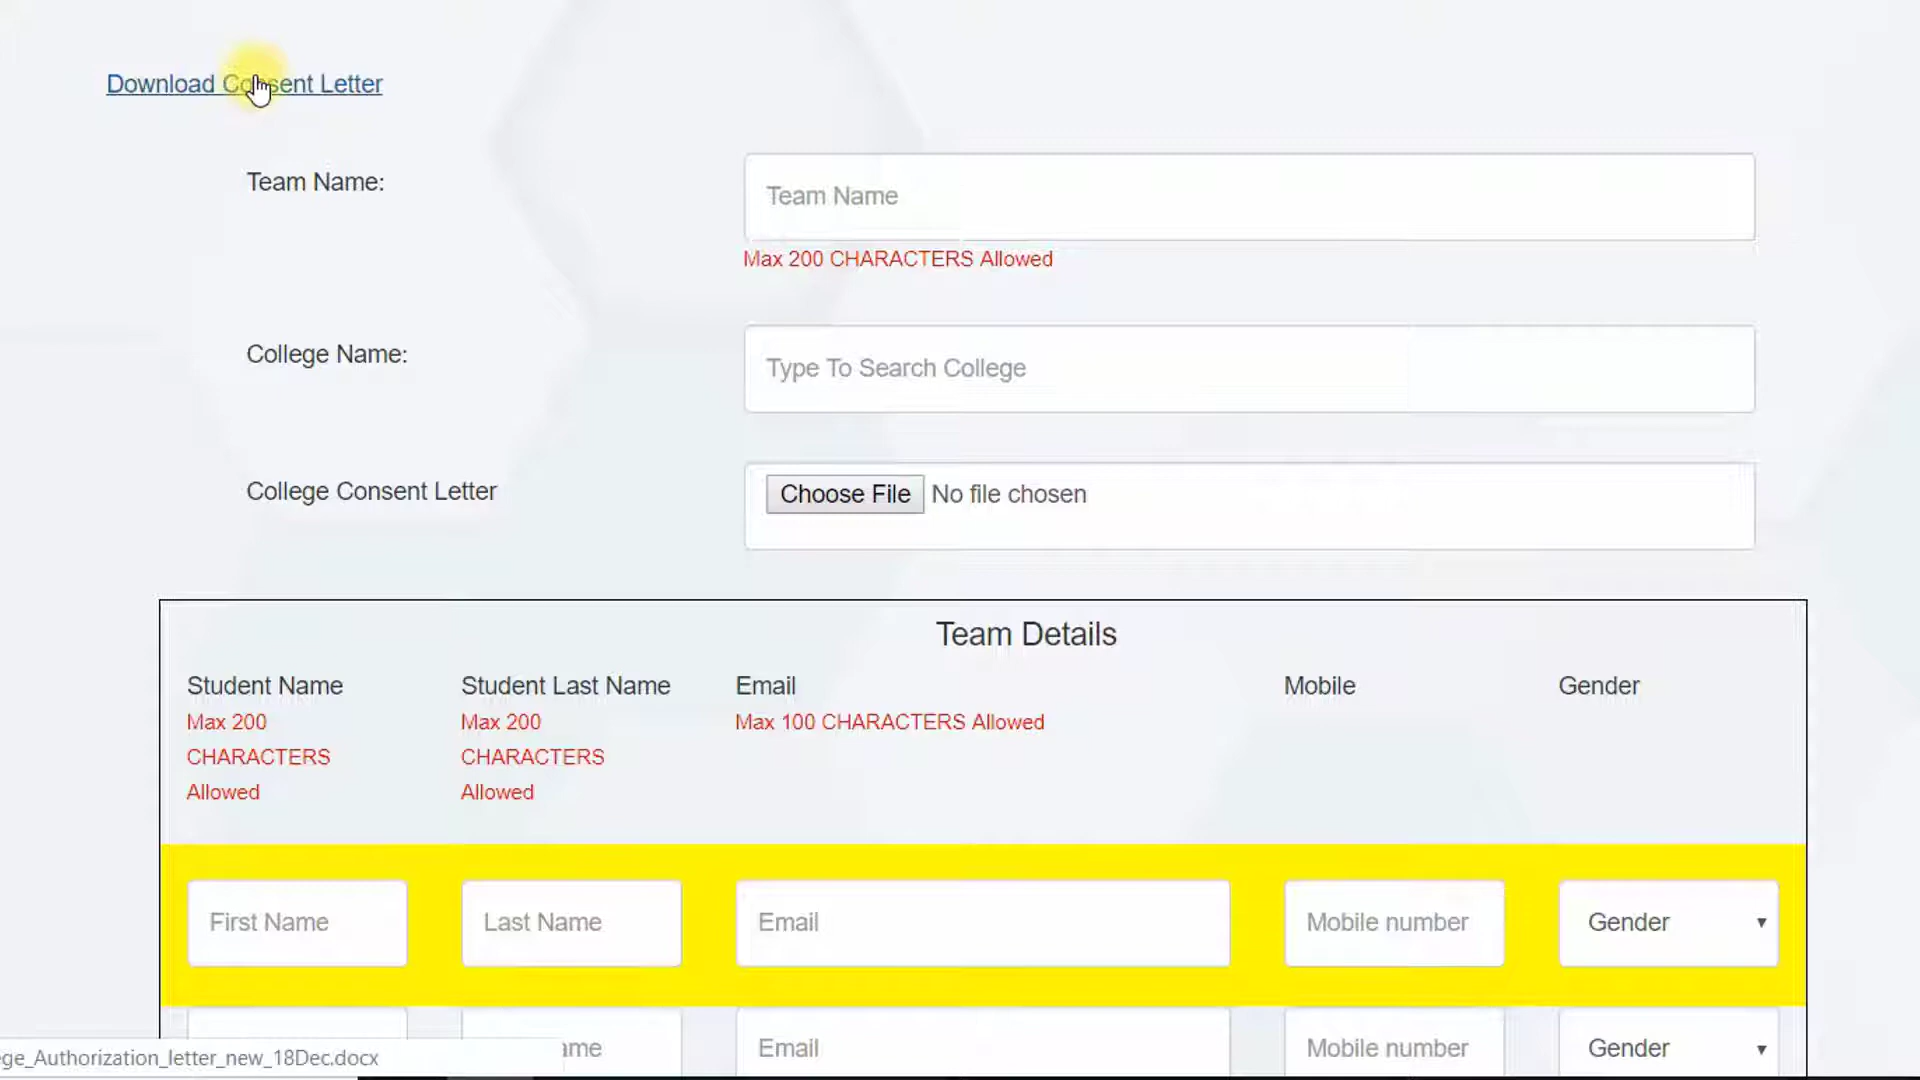 Download Consent Letter
Team Name:
Team Name
Max 200 CHARACTERS Allowed
College Name:
Type To Search College
College Consent Letter
Choose File No file chosen
Team Details
Student Name
Student Last Name
Email
Mobile
Gender
Max 200
CHARACTERS
Allowed
Max 200
CHARACTERS
Allowed
Max 100 CHARACTERS Allowed
First Name
Last Name
Email
Mobile number
Gender
Email
Mobile number
Gender
ge_Authorization_letter_new_18Dec.docx